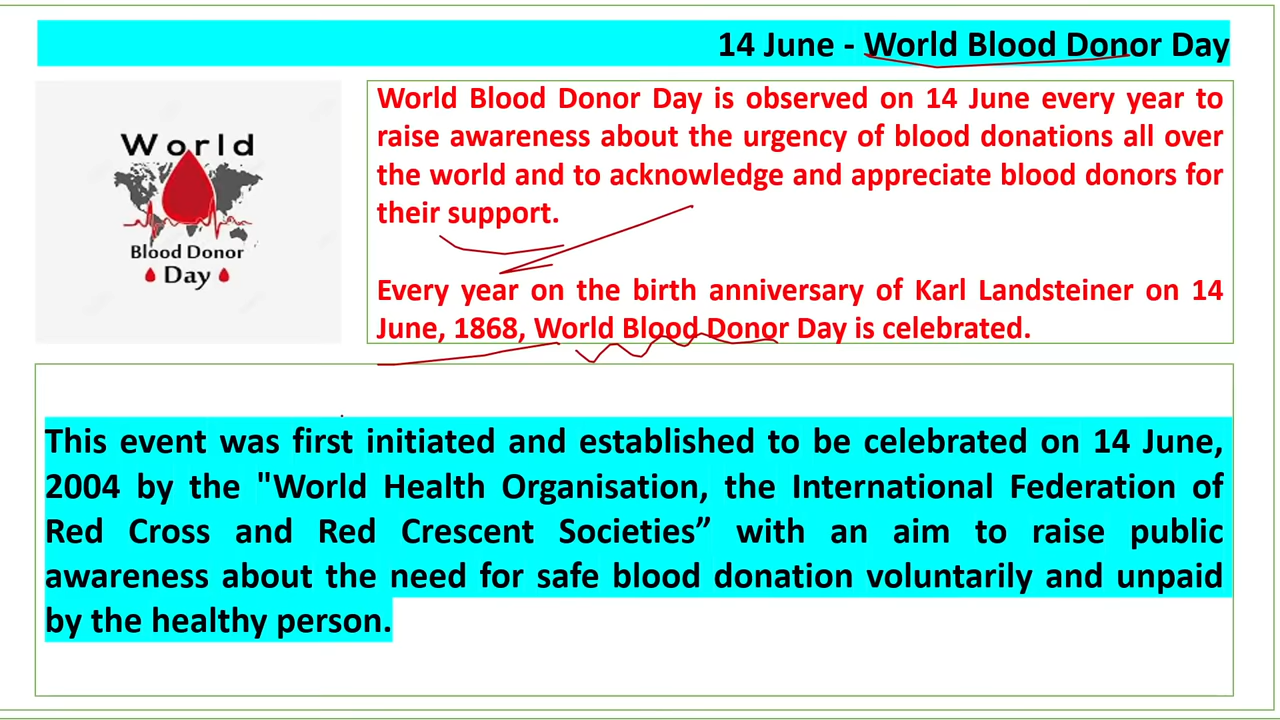 14 June - World Blood Donor Day
World
Blood Donor
Day
World Blood Donor Day is observed on 14 June every year to
raise awareness about the urgency of blood donations all over
the world and to acknowledge and appreciate blood donors for
their support.
Every year on the birth anniversary of Karl Landsteiner on 14
June, 1868, World Blood Donor Day is celebrated.
This event was first initiated and established to be celebrated on 14 June,
2004 by the "World Health Organisation, the International Federation of
Red Cross and Red Crescent Societies” with an aim to raise public
awareness about the need for safe blood donation voluntarily and unpaid
by the healthy person.